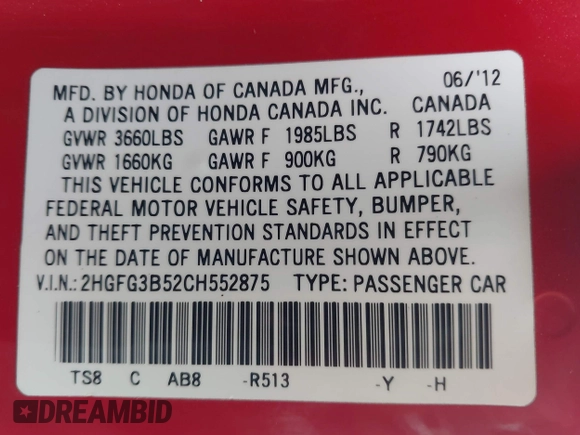 MFD. BY HONDA OF CANADA MFG., 06/'12
A DIVISION OF HONDA CANADA INC. CANADA
GVWR 3660LBS GAWR F 1985LBS R 1742LBS
GVWR 1660KG GAWR F 900KG R 790KG
THIS VEHICLE CONFORMS TO ALL APPLICABLE
FEDERAL MOTOR VEHICLE SAFETY, BUMPER,
AND THEFT PREVENTION STANDARDS IN EFFECT
ON THE DATE OF MANUFACTURE SHOWN ABOVE.
V.I.N.: 2HGFG3B52CH552875 TYPE: PASSENGER CAR
TS8 C AB8 -R513 -Y -H
DREAMBID